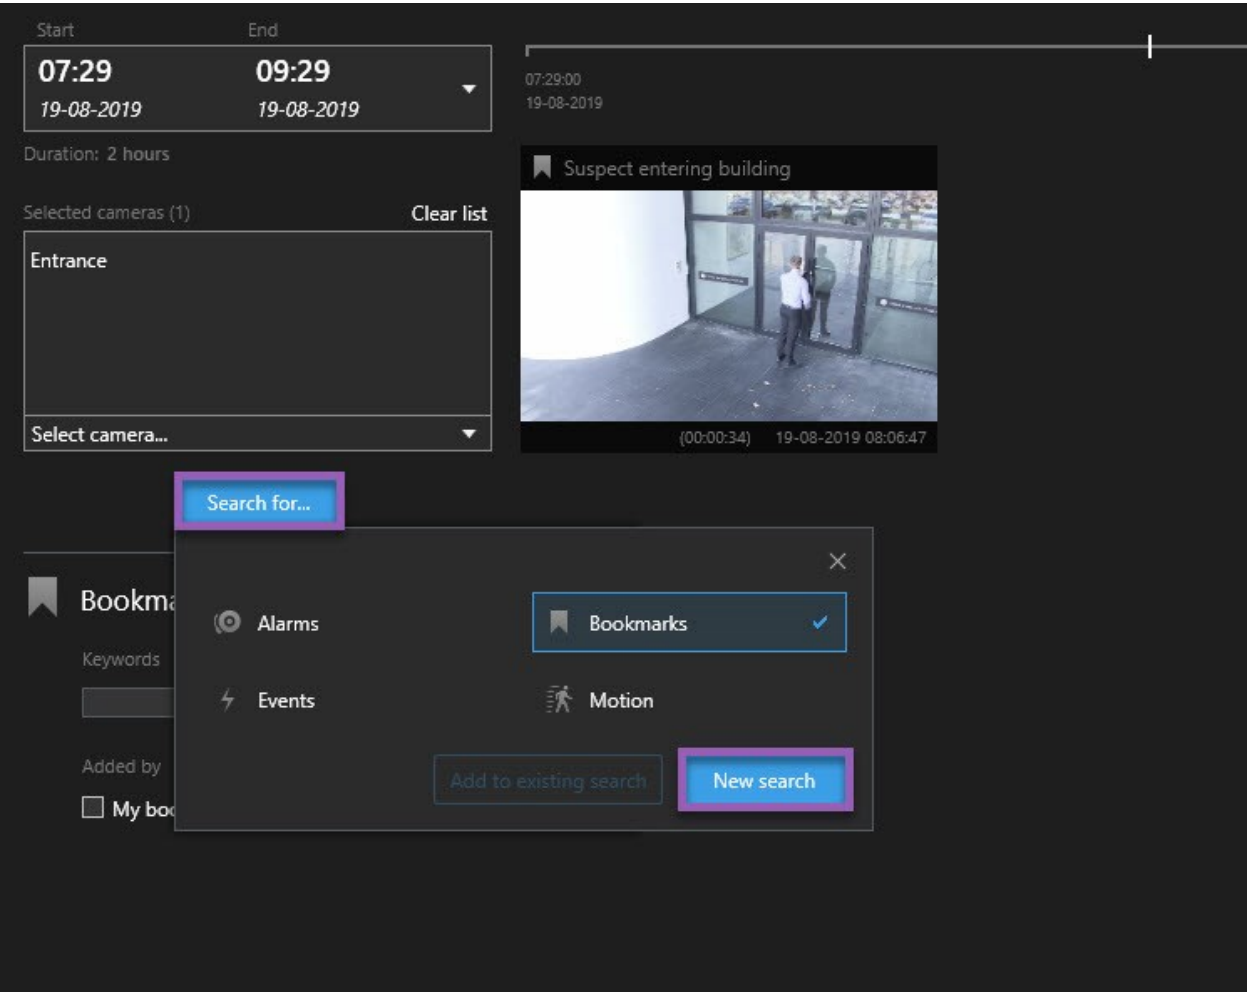 Start End
07:29 09:29
19-08-2019 19-08-2019
Duration: 2 hours
Selected cameras (1) Clear list
Entrance
Select camera...
07:29:00
19-08-2019
Suspect entering building
(00:00:34) 19-08-2019 08:06:47
Search for...
Bookma
Keywords
Added by
My boo
Alarms Bookmarks
Events Motion
Add to existing search New search